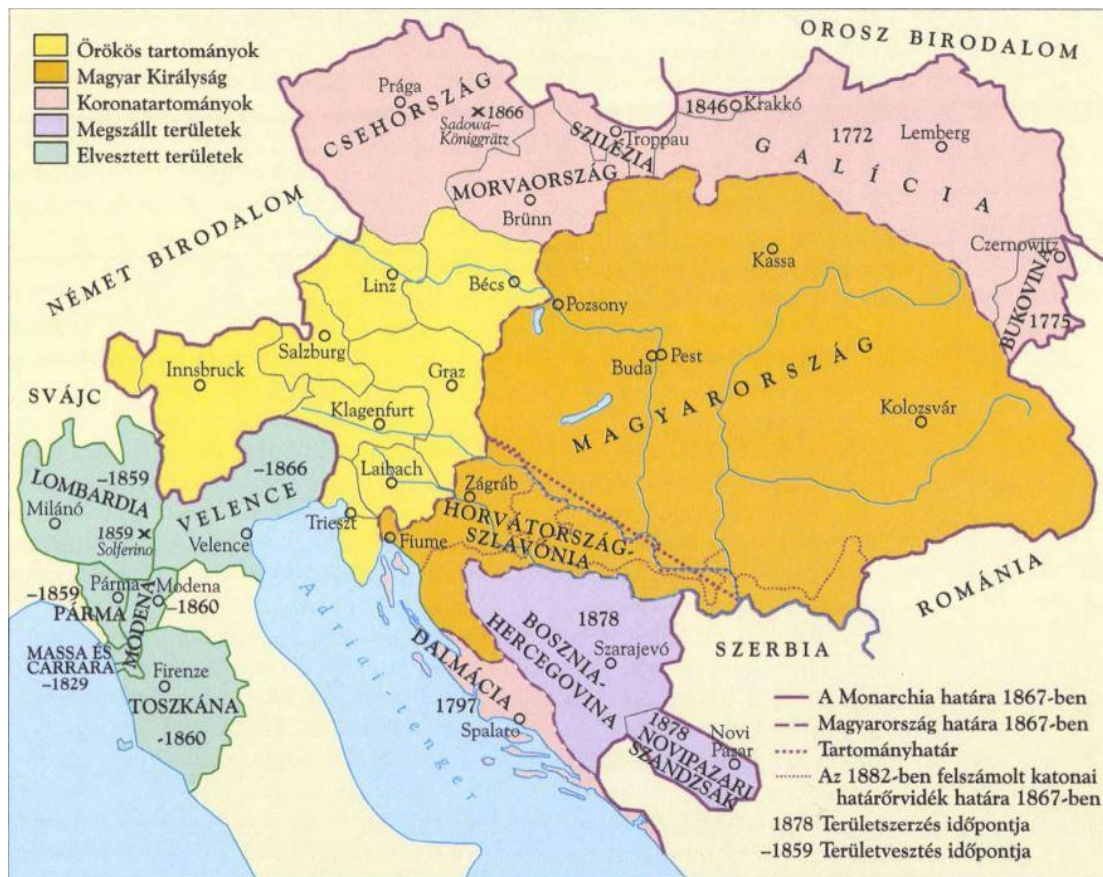 Örökös tartományok
Magyar Királyság
Koronatartományok
Megszállt területek
Elvesztett területek
OROSZ BIRODALOM
NÉMET BIRODALOM
SVÁJC
ROMÁNIA
SZERBIA
CSEHORSZÁG
Prága
1866
Sadowa-
Königgrätz
MORVAORSZÁG
Brünn
SZILÉZIA
Troppau
1846
Krakkó
1772
Lemberg
GALÍCIA
Czernowitz
BUKOVINA
1775
Linz
Bécs
Salzburg
Innsbruck
Graz
Klagenfurt
Laibach
Trieszt
Pozsony
Kassa
Buda
Pest
MAGYARORSZÁG
Kolozsvár
Zágráb
HORVÁTORSZÁG-
SZLAVÓNIA
Fiume
–1859
LOMBARDIA
Milánó
1859
Solferino
–1866
VELENCE
Velence
–1859
Párma
PÁRMA
MODENA
Modena
–1860
MASSA ÉS
CARRARA
–1829
Firenze
TOSZKÁNA
-1860
Adriai-tenger
DALMÁCIA
1797
Spalato
1878
BOSZNIA-
HERCEGOVINA
Szarajevó
1878
NOVIPAZARI
SZANDZSÁK
Novi
Pazar
A Monarchia határa 1867-ben
Magyarország határa 1867-ben
Tartományhatár
Az 1882-ben felszámolt katonai
határőrvidék határa 1867-ben
1878 Területszerzés időpontja
–1859 Területvesztés időpontja